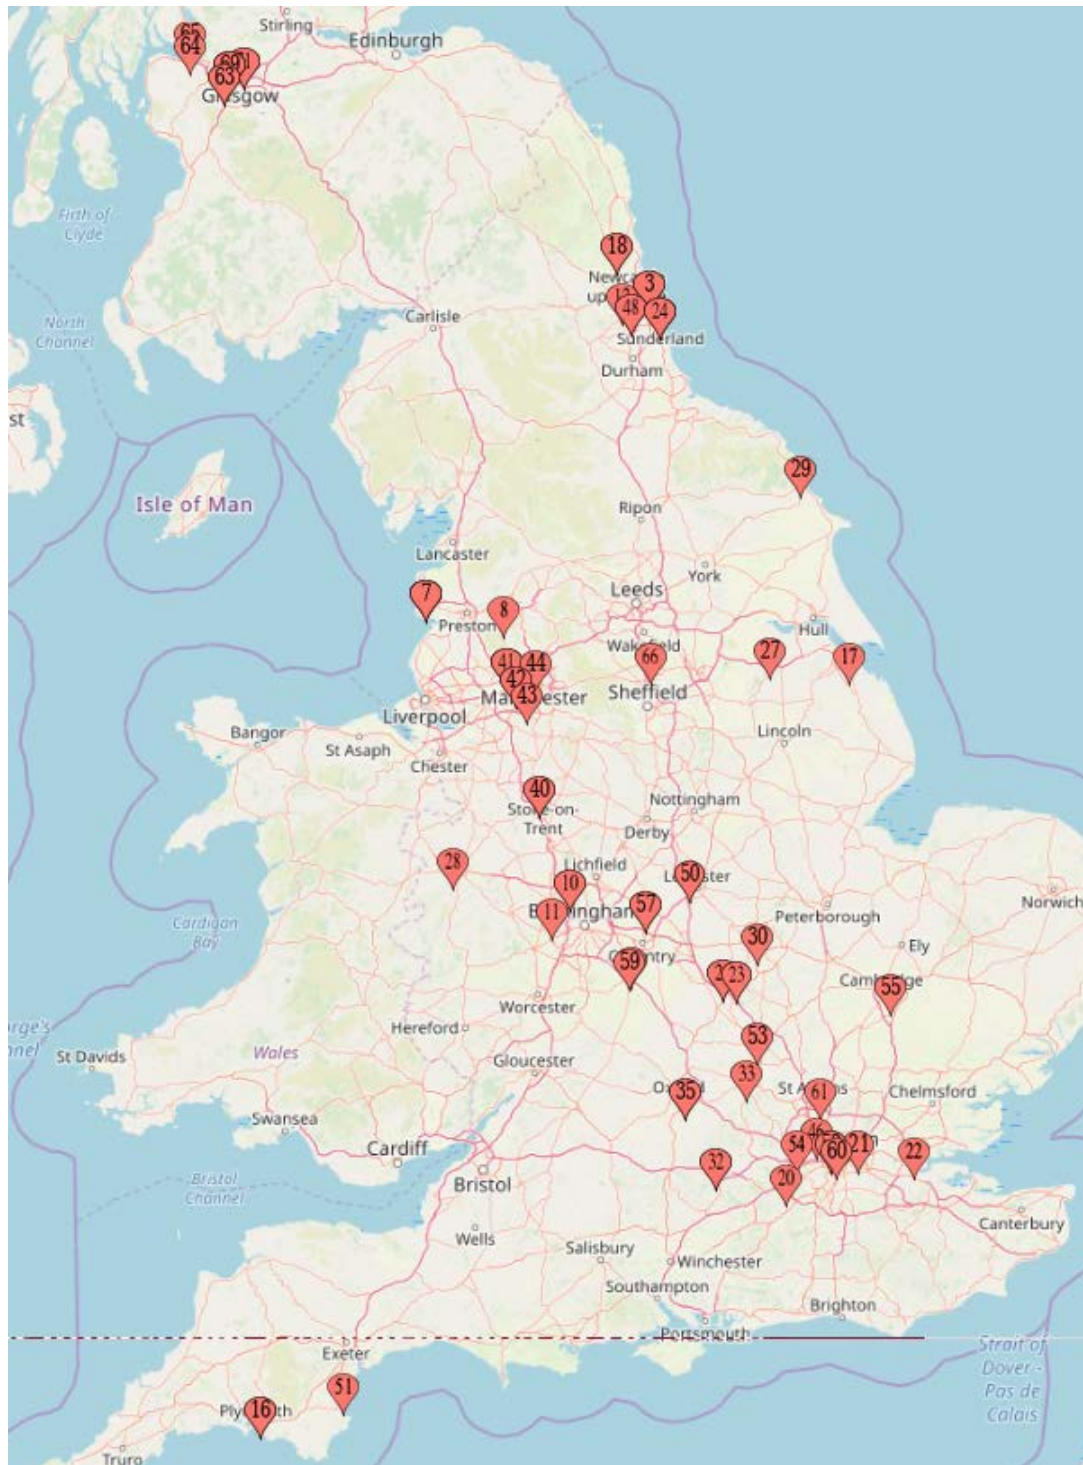 Stirling
Edinburgh
65
64
63
Glasgow
Firth of
Clyde
18
3
48
24
Sunderland
Durham
Carlisle
North
Channel
st
Isle of Man
29
Ripon
Lancaster
York
Leeds
7
8
Preston
Hull
27
17
66
Sheffield
41
44
42
43
Liverpool
Lincoln
Bangor
St Asaph
Chester
40
Stoke-on-
Trent
Nottingham
Derby
28
Lichfield
50
10
11
57
Peterborough
Norwich
Cardigan
Bay
30
Ely
59
23
55
Worcester
Hereford
St Davids
Wales
Gloucester
53
33
35
61
Chelmsford
Swansea
Cardiff
Bristol
Channel
Bristol
46
54
60
21
22
32
20
Canterbury
Wells
Salisbury
Winchester
Southampton
Brighton
Portsmouth
Strait of
Dover -
Pas de
Calais
Exeter
51
16
Truro